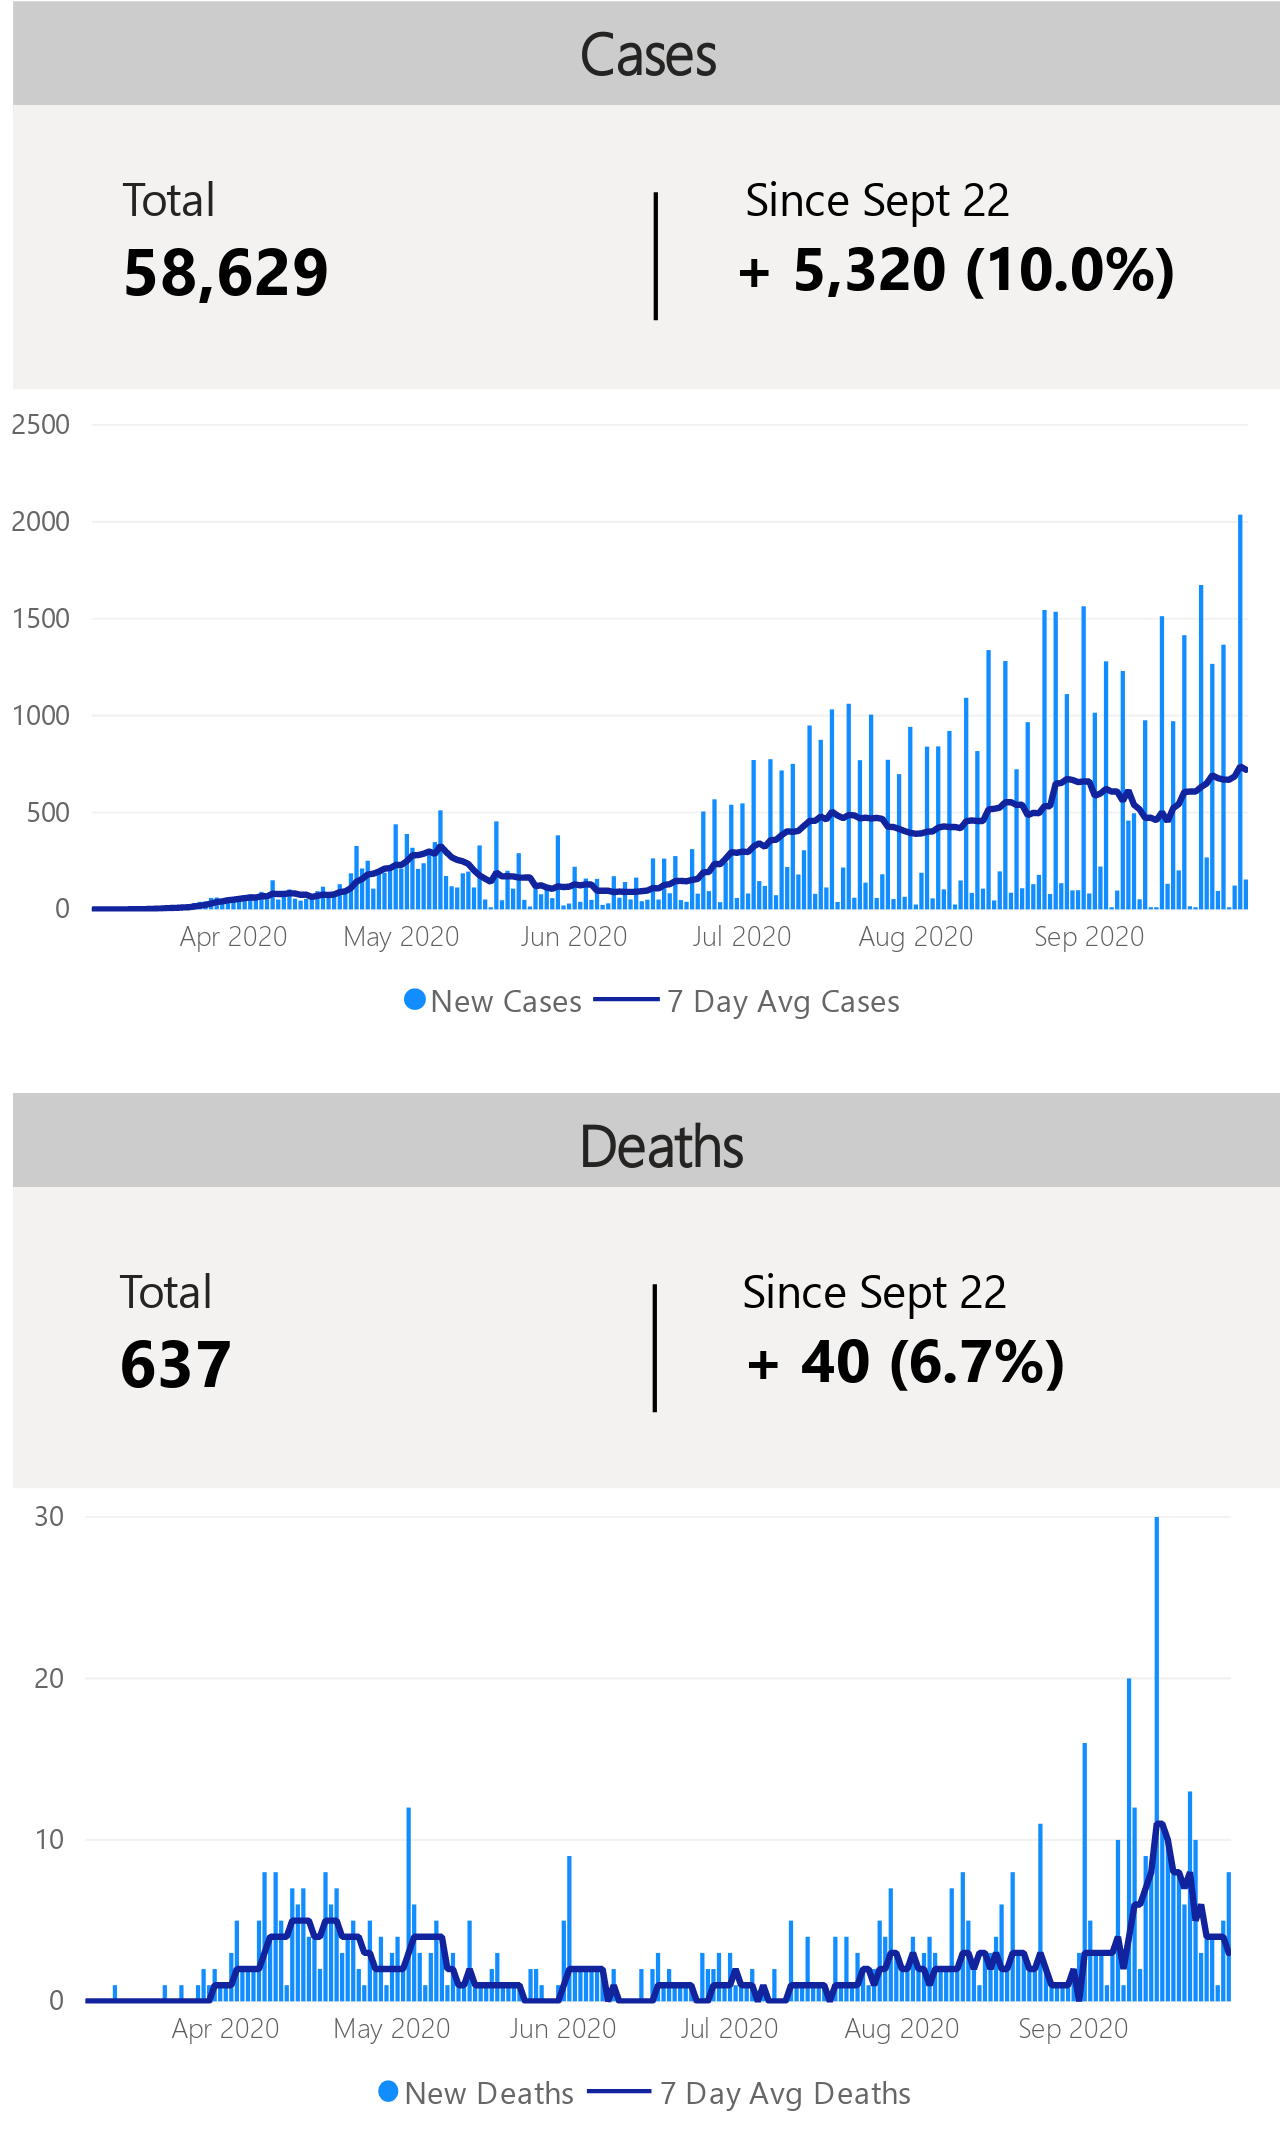 Cases
Total
Since Sept 22
58,629
+ 5,320 (10.0%)
2500
2000
1500
1000
500
0
Apr 2020 May 2020 Jun 2020 Jul 2020 Aug 2020 Sep 2020
New Cases 7 Day Avg Cases
Deaths
Total
Since Sept 22
637
+ 40 (6.7%)
30
20
10
0
Apr 2020 May 2020 Jun 2020 Jul 2020 Aug 2020 Sep 2020
New Deaths 7 Day Avg Deaths